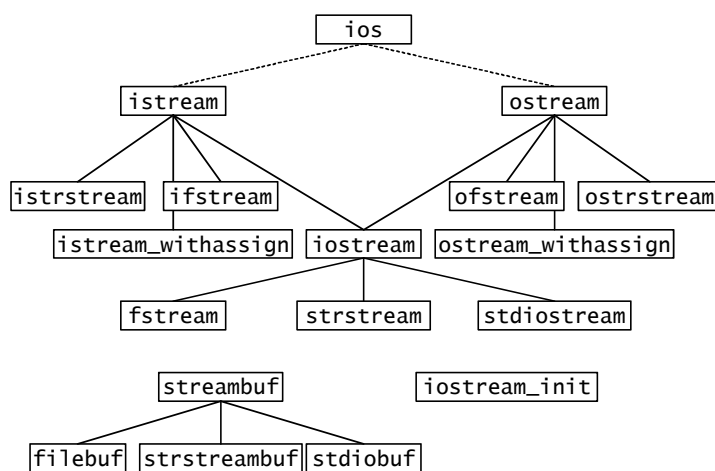 ios
istream ostream
istrstream ifstream ofstream ostrstream
istream_withassign iostream ostream_withassign
fstream strstream stdiostream
streambuf iostream_init
filebuf strstreambuf stdiobuf